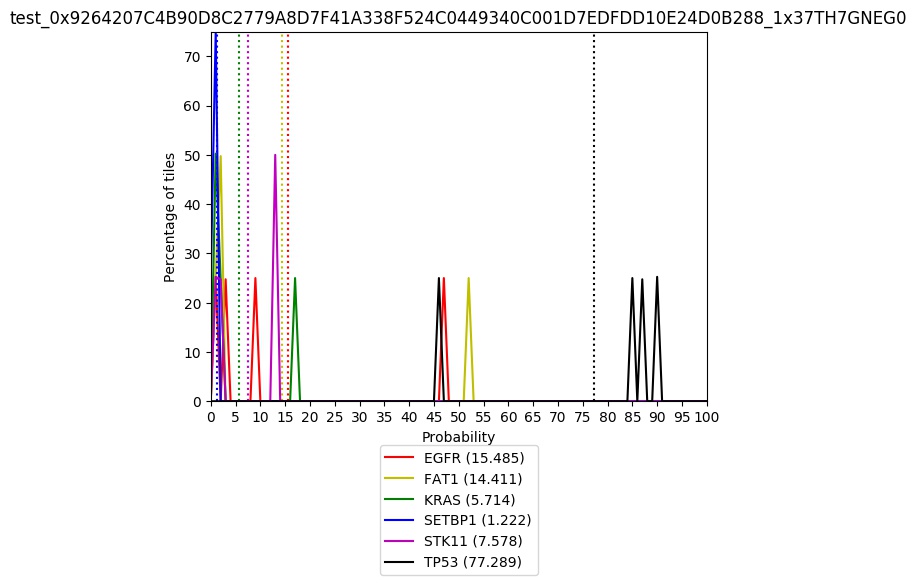 test_0x9264207C4B90D8C2779A8D7F41A338F524C0449340C001D7EDFDD10E24D0B288_1x37TH7GNEG0
Percentage of tiles
70
60
50
40
30
20
10
0
0 5 10 15 20 25 30 35 40 45 50 55 60 65 70 75 80 85 90 95 100
Probability
EGFR (15.485)
FAT1 (14.411)
KRAS (5.714)
SETBP1 (1.222)
STK11 (7.578)
TP53 (77.289)